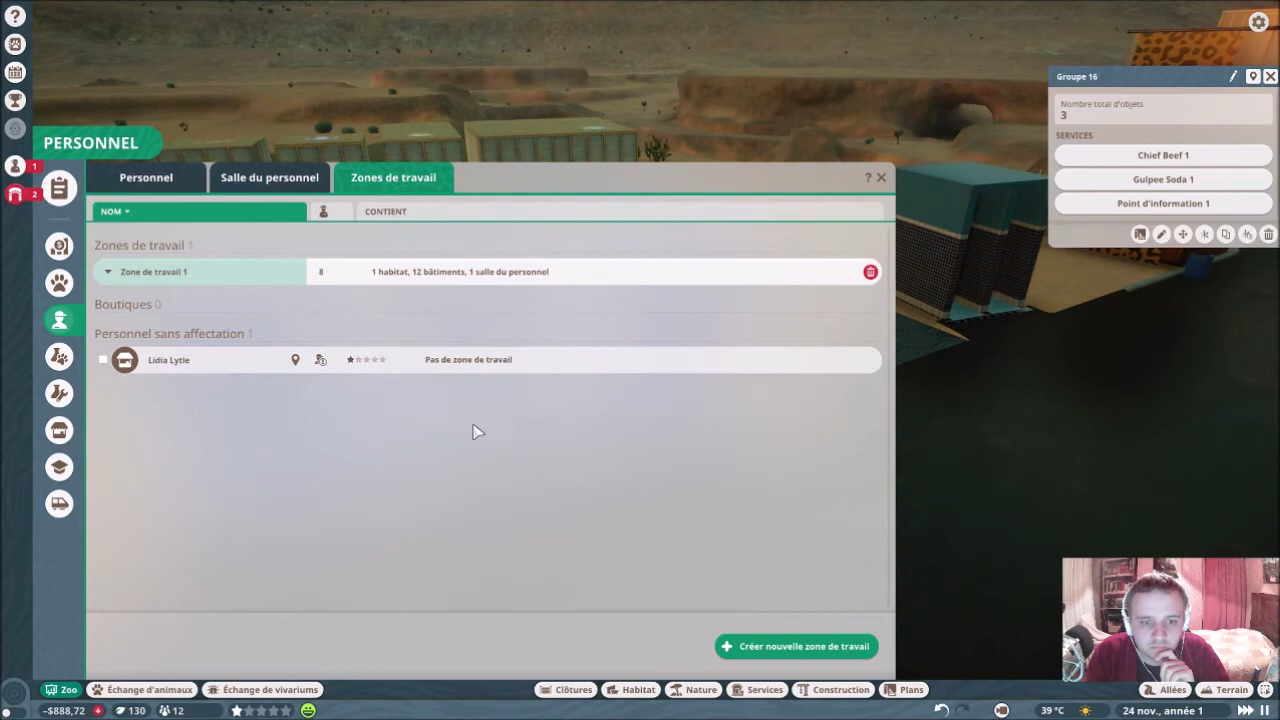 Groupe 16
Nombre total d'objets
3
SERVICES
Chief Beef 1
Gulpee Soda 1
Point d'information 1
1
2
PERSONNEL
Personnel
Salle du personnel
Zones de travail
?
NOM
CONTIENT
Zones de travail 1
Zone de travail 1 8 1 habitat, 12 bâtiments, 1 salle du personnel
Boutiques 0
Personnel sans affectation 1
Lidia Lytle Pas de zone de travail
Créer nouvelle zone de travail
Zoo
Échange d'animaux
Échange de vivariums
Clôtures
Habitat
Nature
Services
Construction
Plans
Allées
Terrain
-$888,72
130
12
39 °C
24 nov., année 1